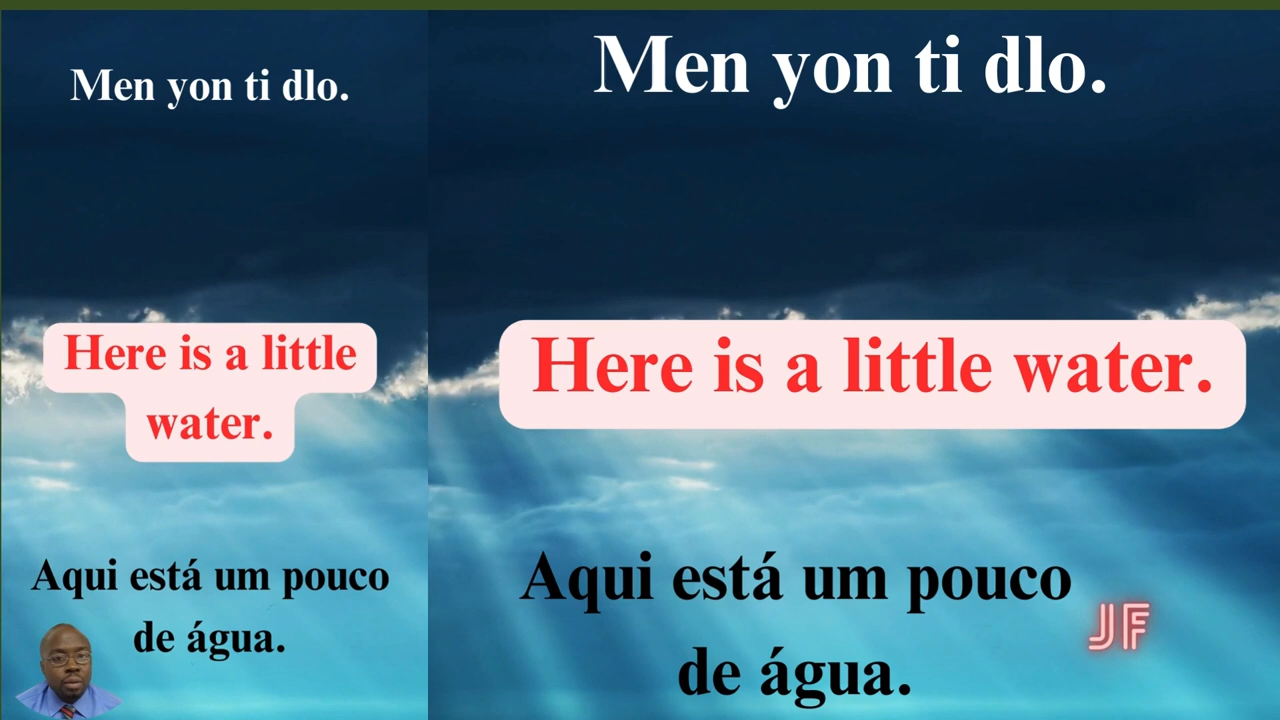 Men yon ti dlo.
Here is a little
water.
Aqui está um pouco
de água.
Men yon ti dlo.
Here is a little water.
Aqui está um pouco
de água.
JF